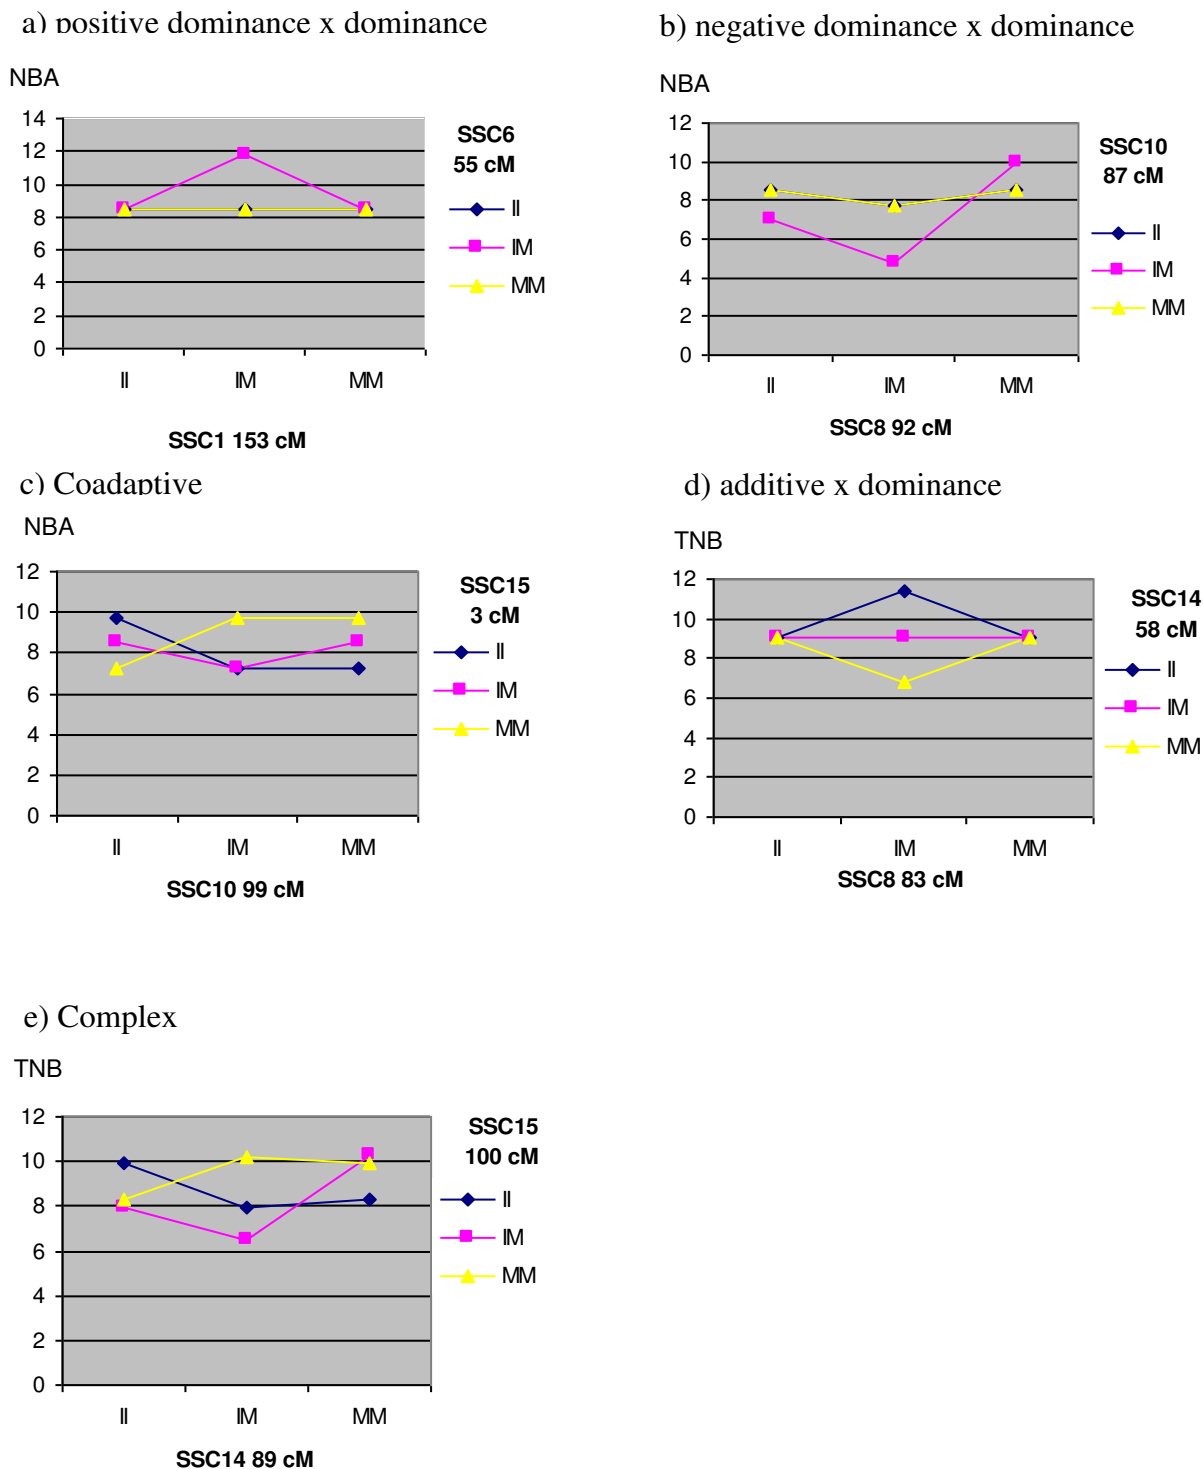 a) positive dominance x dominance
NBA
14
12
10
8
6
4
2
0
II
IM
MM
SSC1 153 cM
SSC6
55 cM
II
IM
MM
b) negative dominance x dominance
NBA
12
10
8
6
4
2
0
II
IM
MM
SSC8 92 cM
SSC10
87 cM
II
IM
MM
c) Coadaptive
NBA
12
10
8
6
4
2
0
II
IM
MM
SSC10 99 cM
SSC15
3 cM
II
IM
MM
d) additive x dominance
TNB
12
10
8
6
4
2
0
II
IM
MM
SSC8 83 cM
SSC14
58 cM
II
IM
MM
e) Complex
TNB
12
10
8
6
4
2
0
II
IM
MM
SSC14 89 cM
SSC15
100 cM
II
IM
MM